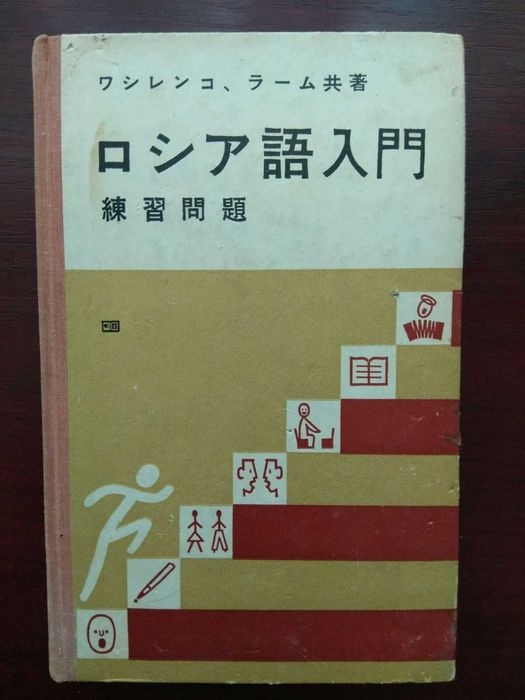 ワシレンコ、ラーム共著
ロシア語入門
練習問題